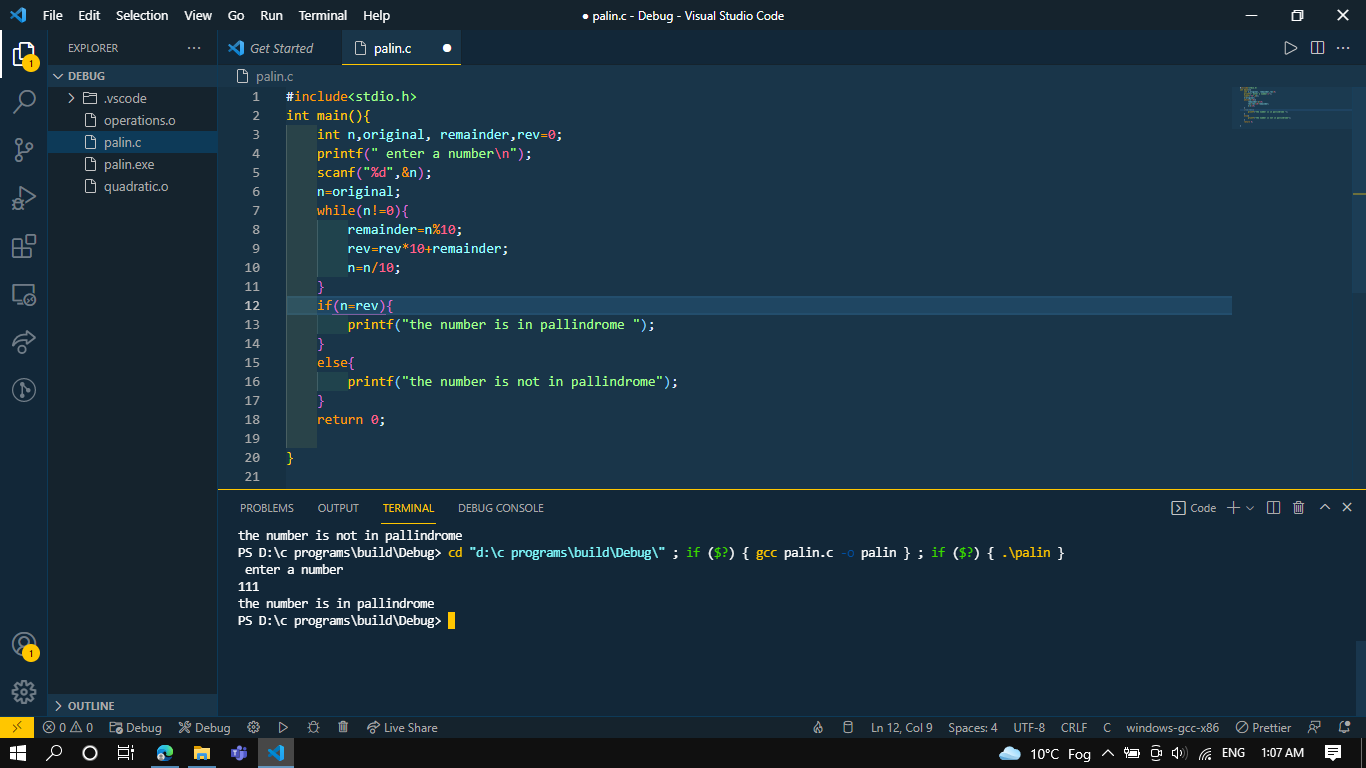 File Edit Selection View Go Run Terminal Help ● palin.c - Debug - Visual Studio Code
EXPLORER ···
Get Started
palin.c
DEBUG
.vscode
operations.o
palin.c
palin.exe
quadratic.o
OUTLINE
palin.c
1 #include<stdio.h>
2 int main(){
3 int n,original, remainder,rev=0;
4 printf(" enter a number\n");
5 scanf("%d",&n);
6 n=original;
7 while(n!=0){
8 remainder=n%10;
9 rev=rev*10+remainder;
10 n=n/10;
11 }
12 if(n=rev){
13 printf("the number is in pallindrome ");
14 }
15 else{
16 printf("the number is not in pallindrome");
17 }
18 return 0;
19
20 }
21
PROBLEMS OUTPUT TERMINAL DEBUG CONSOLE Code
the number is not in pallindrome
PS D:\c programs\build\Debug> cd "d:\c programs\build\Debug\" ; if ($?) { gcc palin.c -o palin } ; if ($?) { .\palin }
 enter a number
111
the number is in pallindrome
PS D:\c programs\build\Debug>
1
1
0 0 Debug Debug Live Share Ln 12, Col 9 Spaces: 4 UTF-8 CRLF C windows-gcc-x86 Prettier
10°C Fog ENG 1:07 AM